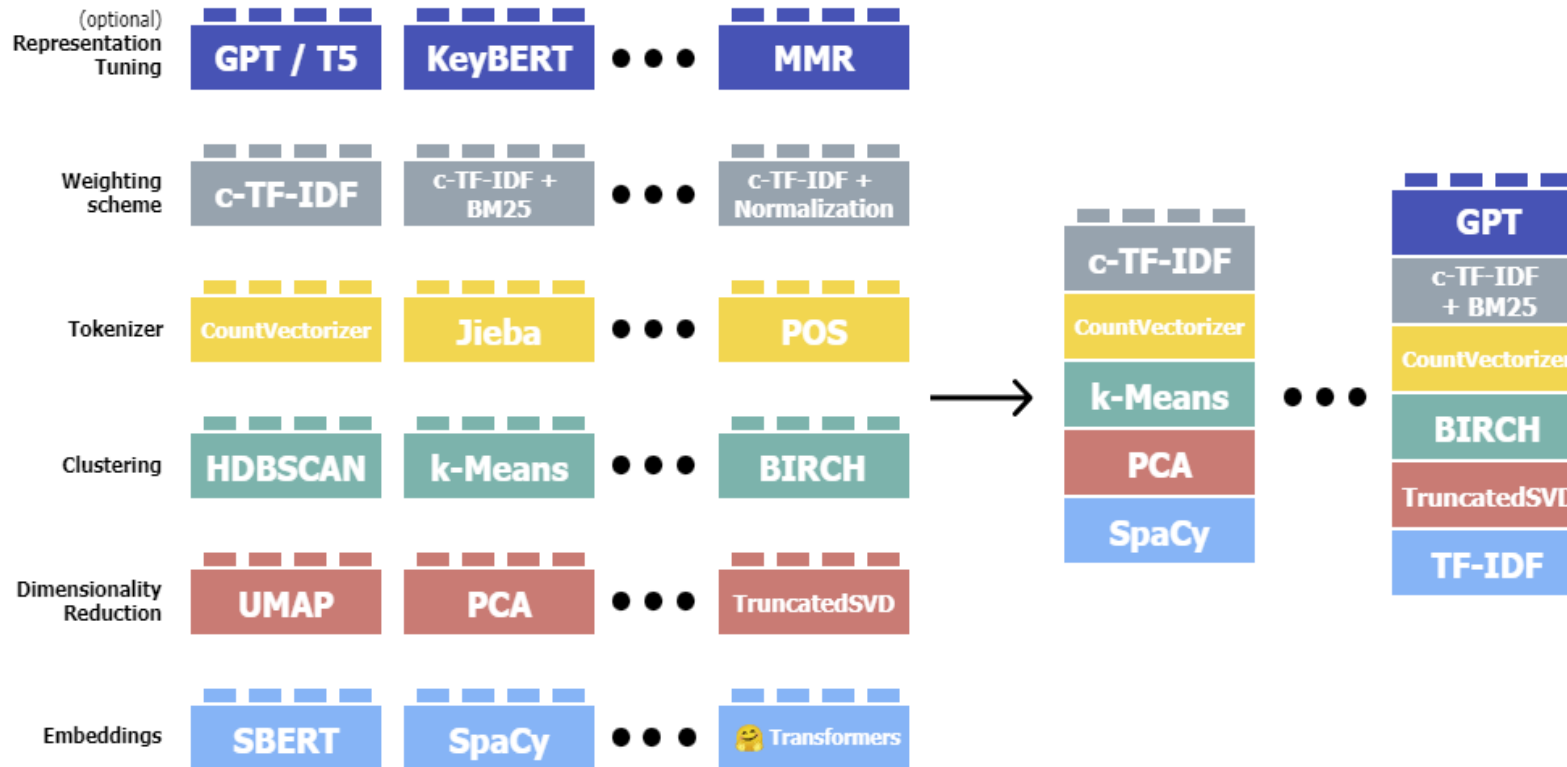 (optional)
Representation
Tuning
GPT / T5
KeyBERT
MMR
Weighting
scheme
c-TF-IDF
c-TF-IDF +
BM25
c-TF-IDF +
Normalization
Tokenizer
CountVectorizer
Jieba
POS
Clustering
HDBSCAN
k-Means
BIRCH
Dimensionality
Reduction
UMAP
PCA
TruncatedSVD
Embeddings
SBERT
SpaCy
🤗 Transformers
c-TF-IDF
CountVectorizer
k-Means
PCA
SpaCy
GPT
c-TF-IDF
+ BM25
CountVectorizer
BIRCH
TruncatedSVD
TF-IDF